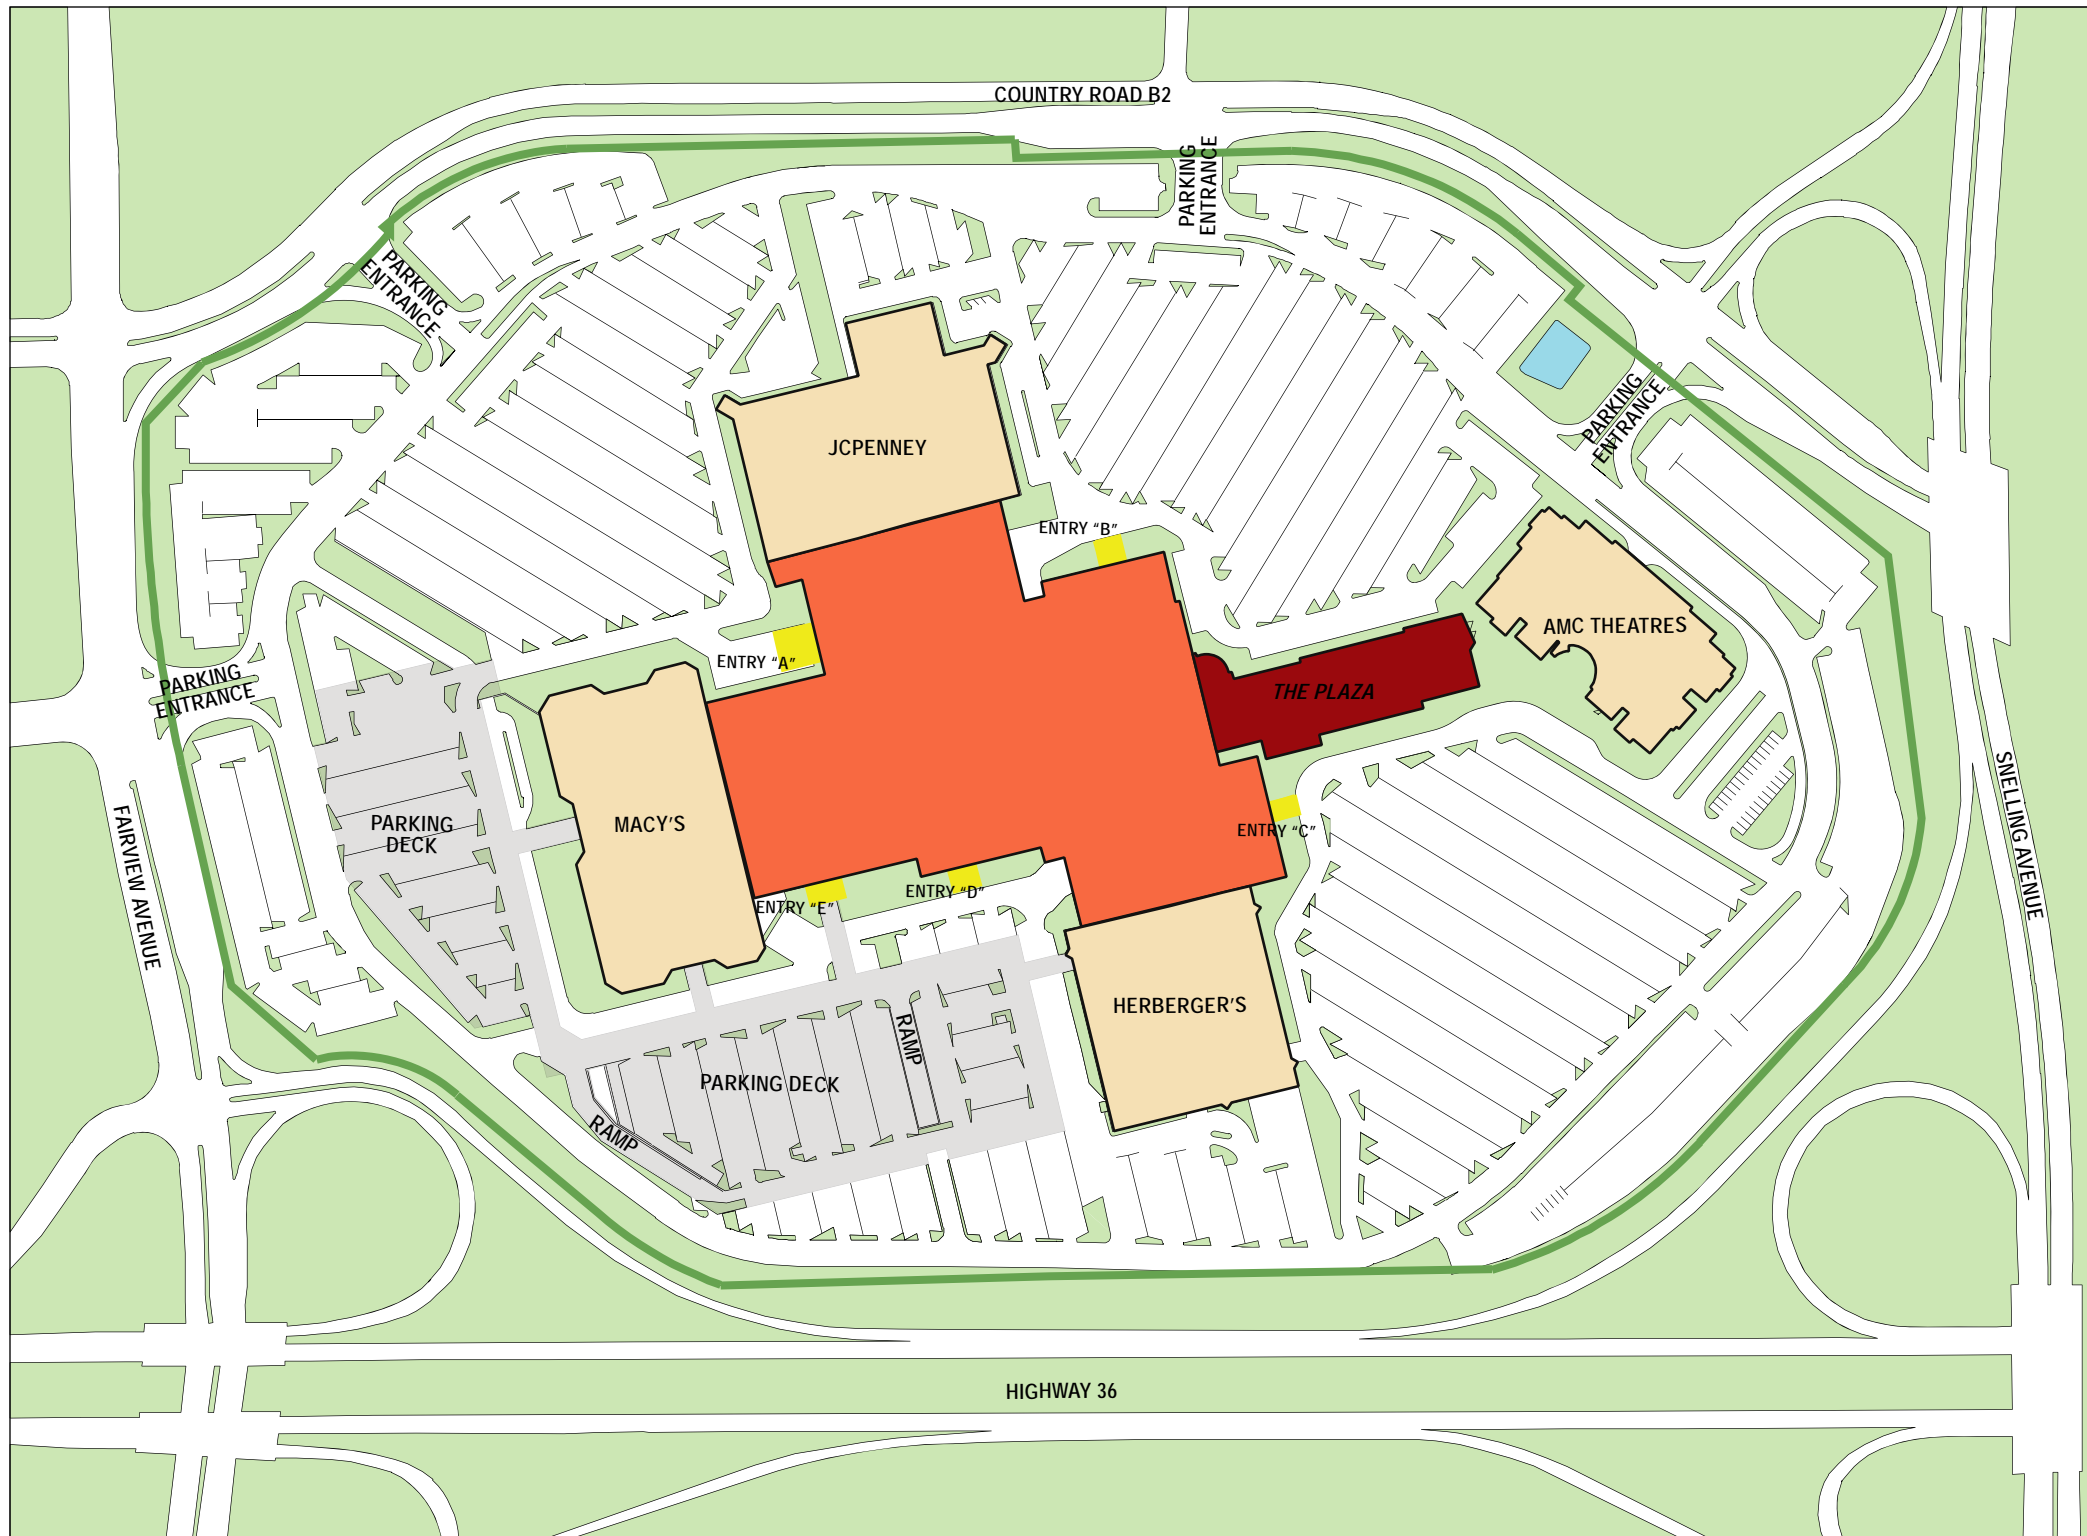 COUNTRY ROAD B2
PARKING
ENTRANCE
PARKING
ENTRANCE
PARKING
ENTRANCE
JCPENNEY
ENTRY “B”
AMC THEATRES
ENTRY “A”
PARKING
ENTRANCE
THE PLAZA
SNELLING AVENUE
FAIRVIEW AVENUE
PARKING
DECK
MACY’S
ENTRY “C”
ENTRY “D”
ENTRY “E”
HERBERGER’S
RAMP
PARKING DECK
RAMP
HIGHWAY 36